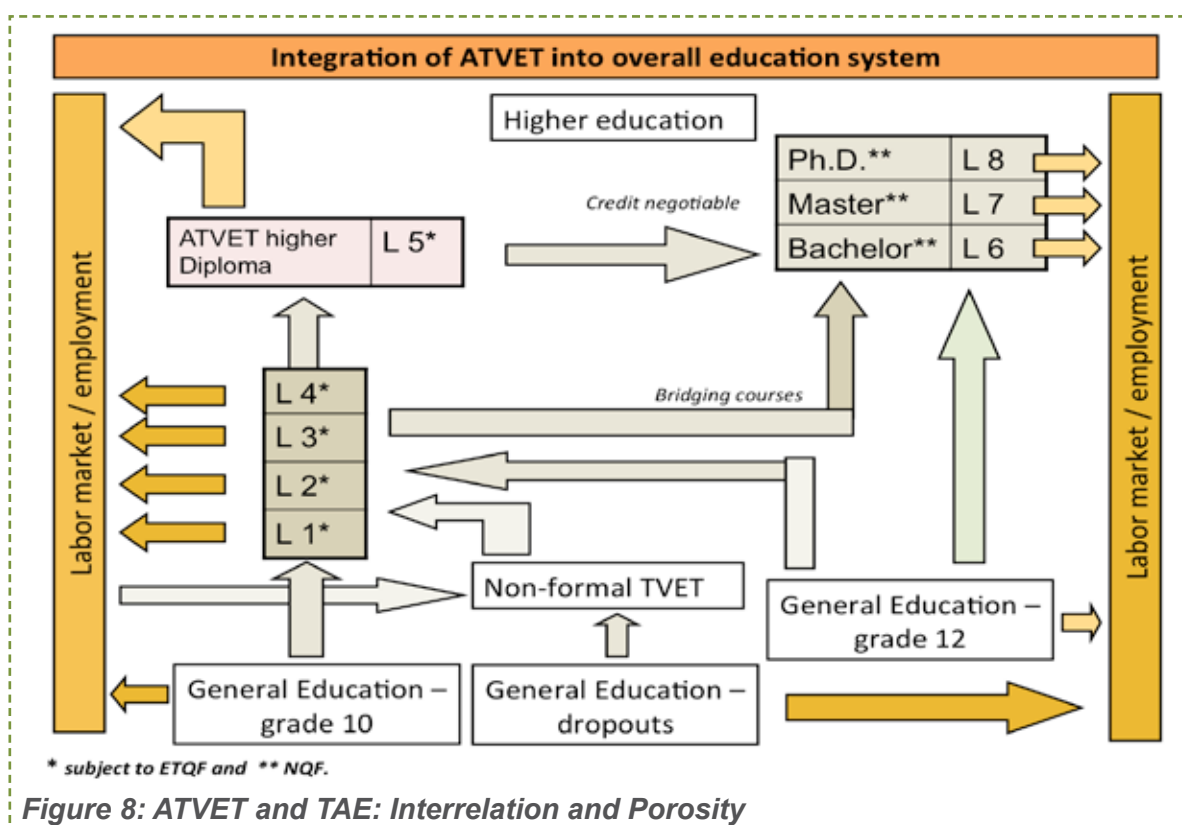 Integration of ATVET into overall education system
Labor market / employment
Higher education
Ph.D.** L 8
Master** L 7
Bachelor** L 6
Credit negotiable
ATVET higher
Diploma
L 5*
L 4*
L 3*
L 2*
L 1*
Bridging courses
Non-formal TVET
General Education –
grade 12
General Education –
grade 10
General Education –
dropouts
Labor market / employment
* subject to ETQF and ** NQF.
Figure 8: ATVET and TAE: Interrelation and Porosity